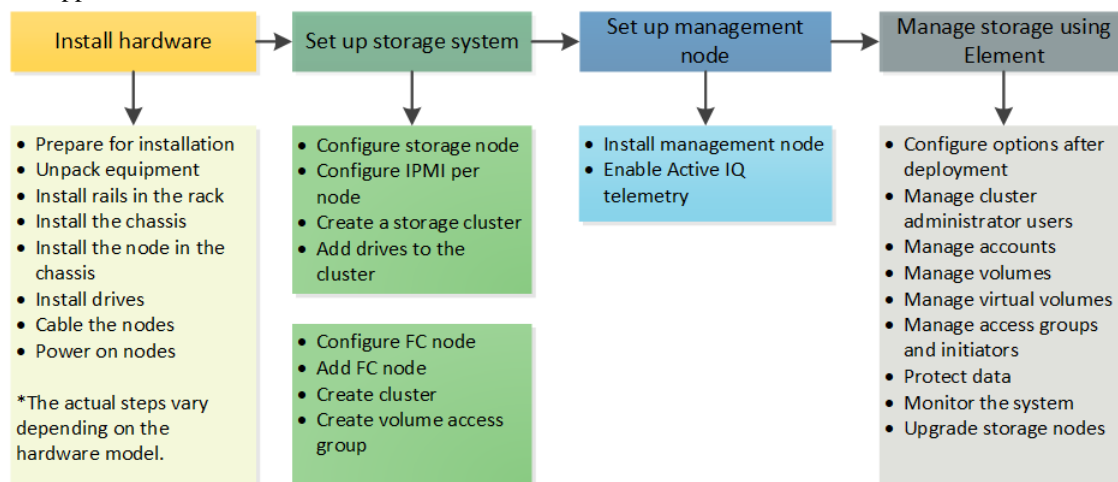 Install hardware
Set up storage system
Set up management
node
Manage storage using
Element
• Prepare for installation
• Unpack equipment
• Install rails in the rack
• Install the chassis
• Install the node in the
chassis
• Install drives
• Cable the nodes
• Power on nodes
*The actual steps vary
depending on the
hardware model.
• Configure storage node
• Configure IPMI per
node
• Create a storage cluster
• Add drives to the
cluster
• Configure FC node
• Add FC node
• Create cluster
• Create volume access
group
• Install management node
• Enable Active IQ
telemetry
• Configure options after
deployment
• Manage cluster
administrator users
• Manage accounts
• Manage volumes
• Manage virtual volumes
• Manage access groups
and initiators
• Protect data
• Monitor the system
• Upgrade storage nodes